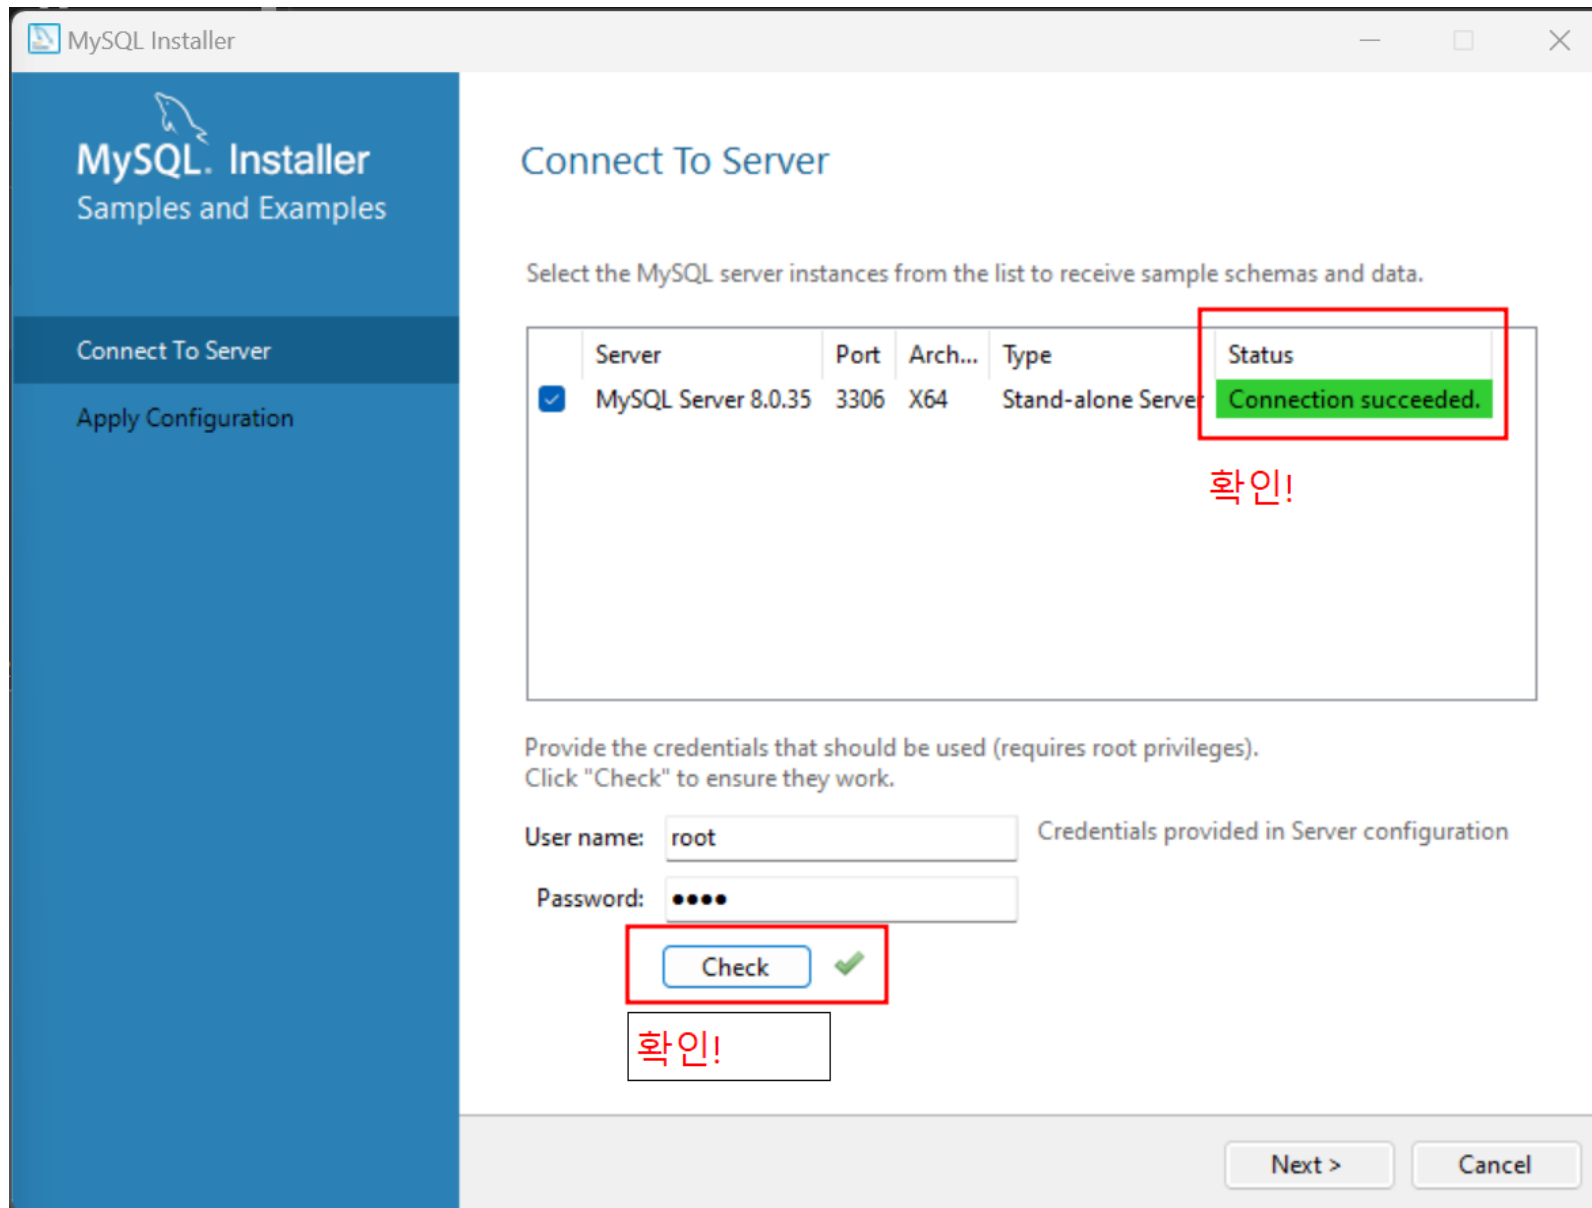 MySQL Installer
MySQL. Installer
Samples and Examples
Connect To Server
Apply Configuration
Connect To Server
Select the MySQL server instances from the list to receive sample schemas and data.
Server Port Arch... Type Status
MySQL Server 8.0.35 3306 X64 Stand-alone Server Connection succeeded.
확인!
Provide the credentials that should be used (requires root privileges).
Click "Check" to ensure they work.
User name: root Credentials provided in Server configuration
Password: ••••
Check
확인!
Next > Cancel